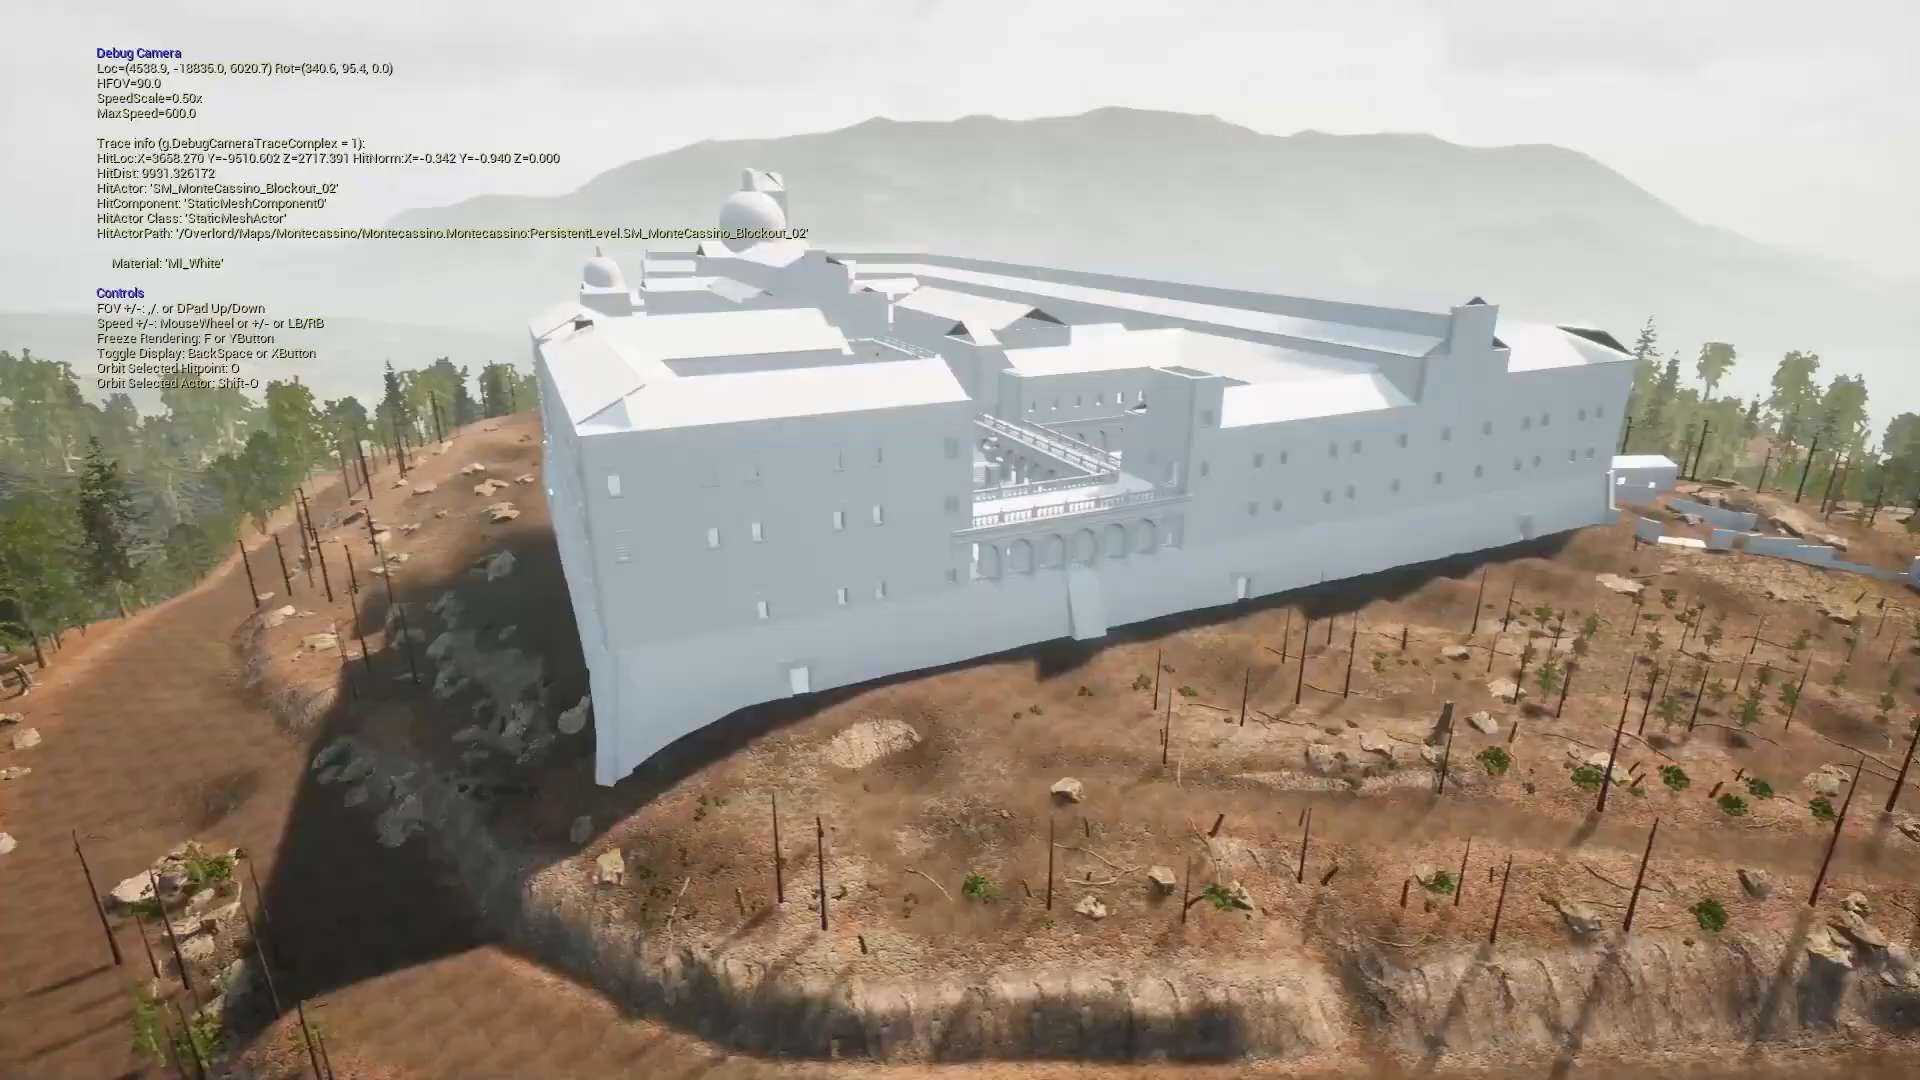 Debug Camera
Loc=(4538.9, -18835.0, 6020.7) Rot=(340.6, 95.4, 0.0)
HFOV=90.0
SpeedScale=0.50x
MaxSpeed=600.0
Trace info (g.DebugCameraTraceComplex = 1):
HitLoc:X=3668.270 Y=-9510.602 Z=2717.391 HitNorm:X=-0.342 Y=-0.940 Z=0.000
HitDist: 9931.326172
HitActor: 'SM_MonteCassino_Blockout_02'
HitComponent: 'StaticMeshComponent0'
HitActor Class: 'StaticMeshActor'
HitActorPath: '/Overlord/Maps/Montecassino/Montecassino.Montecassino:PersistentLevel.SM_MonteCassino_Blockout_02'
Material: 'MI_White'
Controls
FOV +/-: ,/. or DPad Up/Down
Speed +/-: MouseWheel or +/- or LB/RB
Freeze Rendering: F or YButton
Toggle Display: BackSpace or XButton
Orbit Selected Hitpoint: O
Orbit Selected Actor: Shift-O